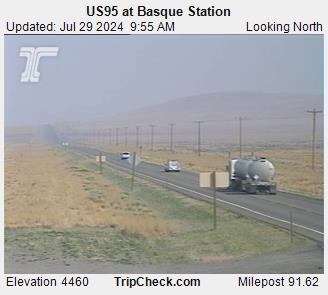 US95 at Basque Station
Updated: Jul 29 2024 9:55 AM Looking North
Elevation 4460 TripCheck.com Milepost 91.62